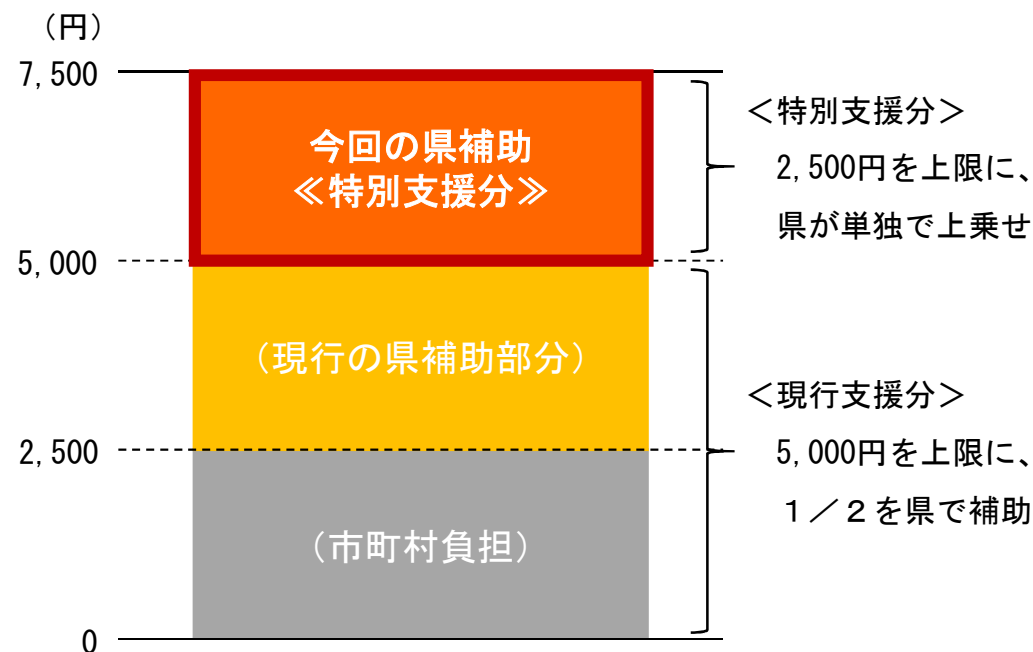 （円）
7,500
今回の県補助
≪特別支援分≫
＜特別支援分＞
2,500円を上限に、
県が単独で上乗せ
5,000
（現行の県補助部分）
＜現行支援分＞
5,000円を上限に、
１／２を県で補助
2,500
（市町村負担）
0